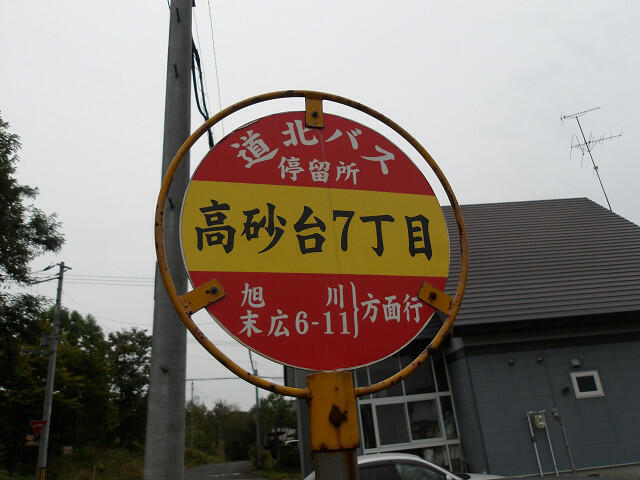 道北バス
停留所
高砂台7丁目
旭川
末広6-11}方面行